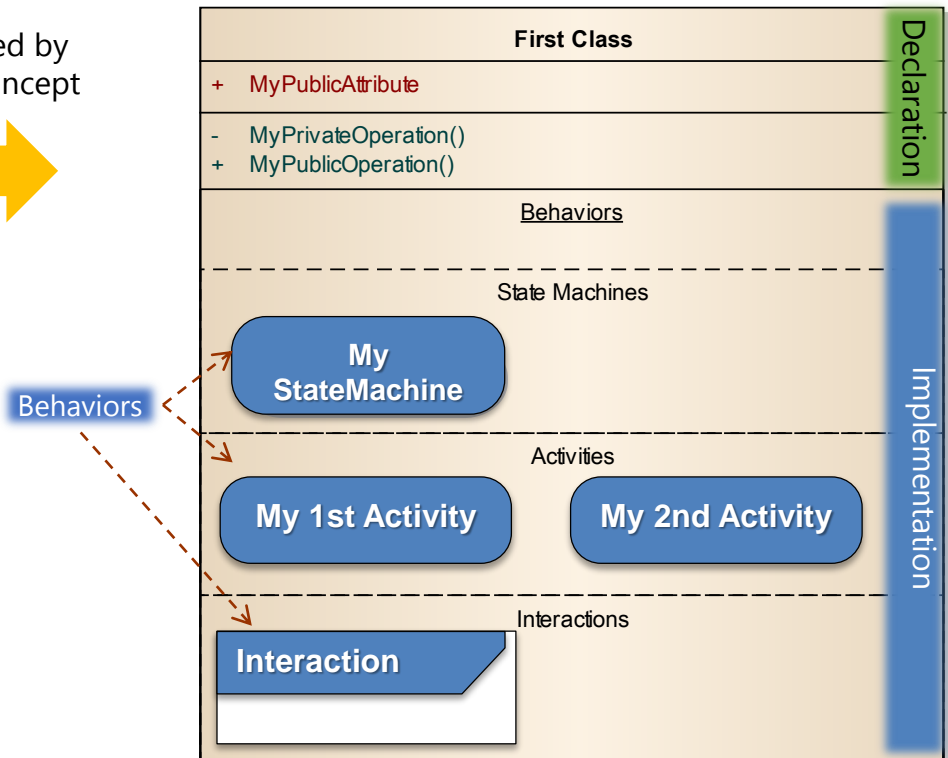 ed by
ncept
First Class
+ MyPublicAttribute
- MyPrivateOperation()
+ MyPublicOperation()
Declaration
Behaviors
State Machines
My
StateMachine
Behaviors
Activities
My 1st Activity
My 2nd Activity
Implementation
Interactions
Interaction